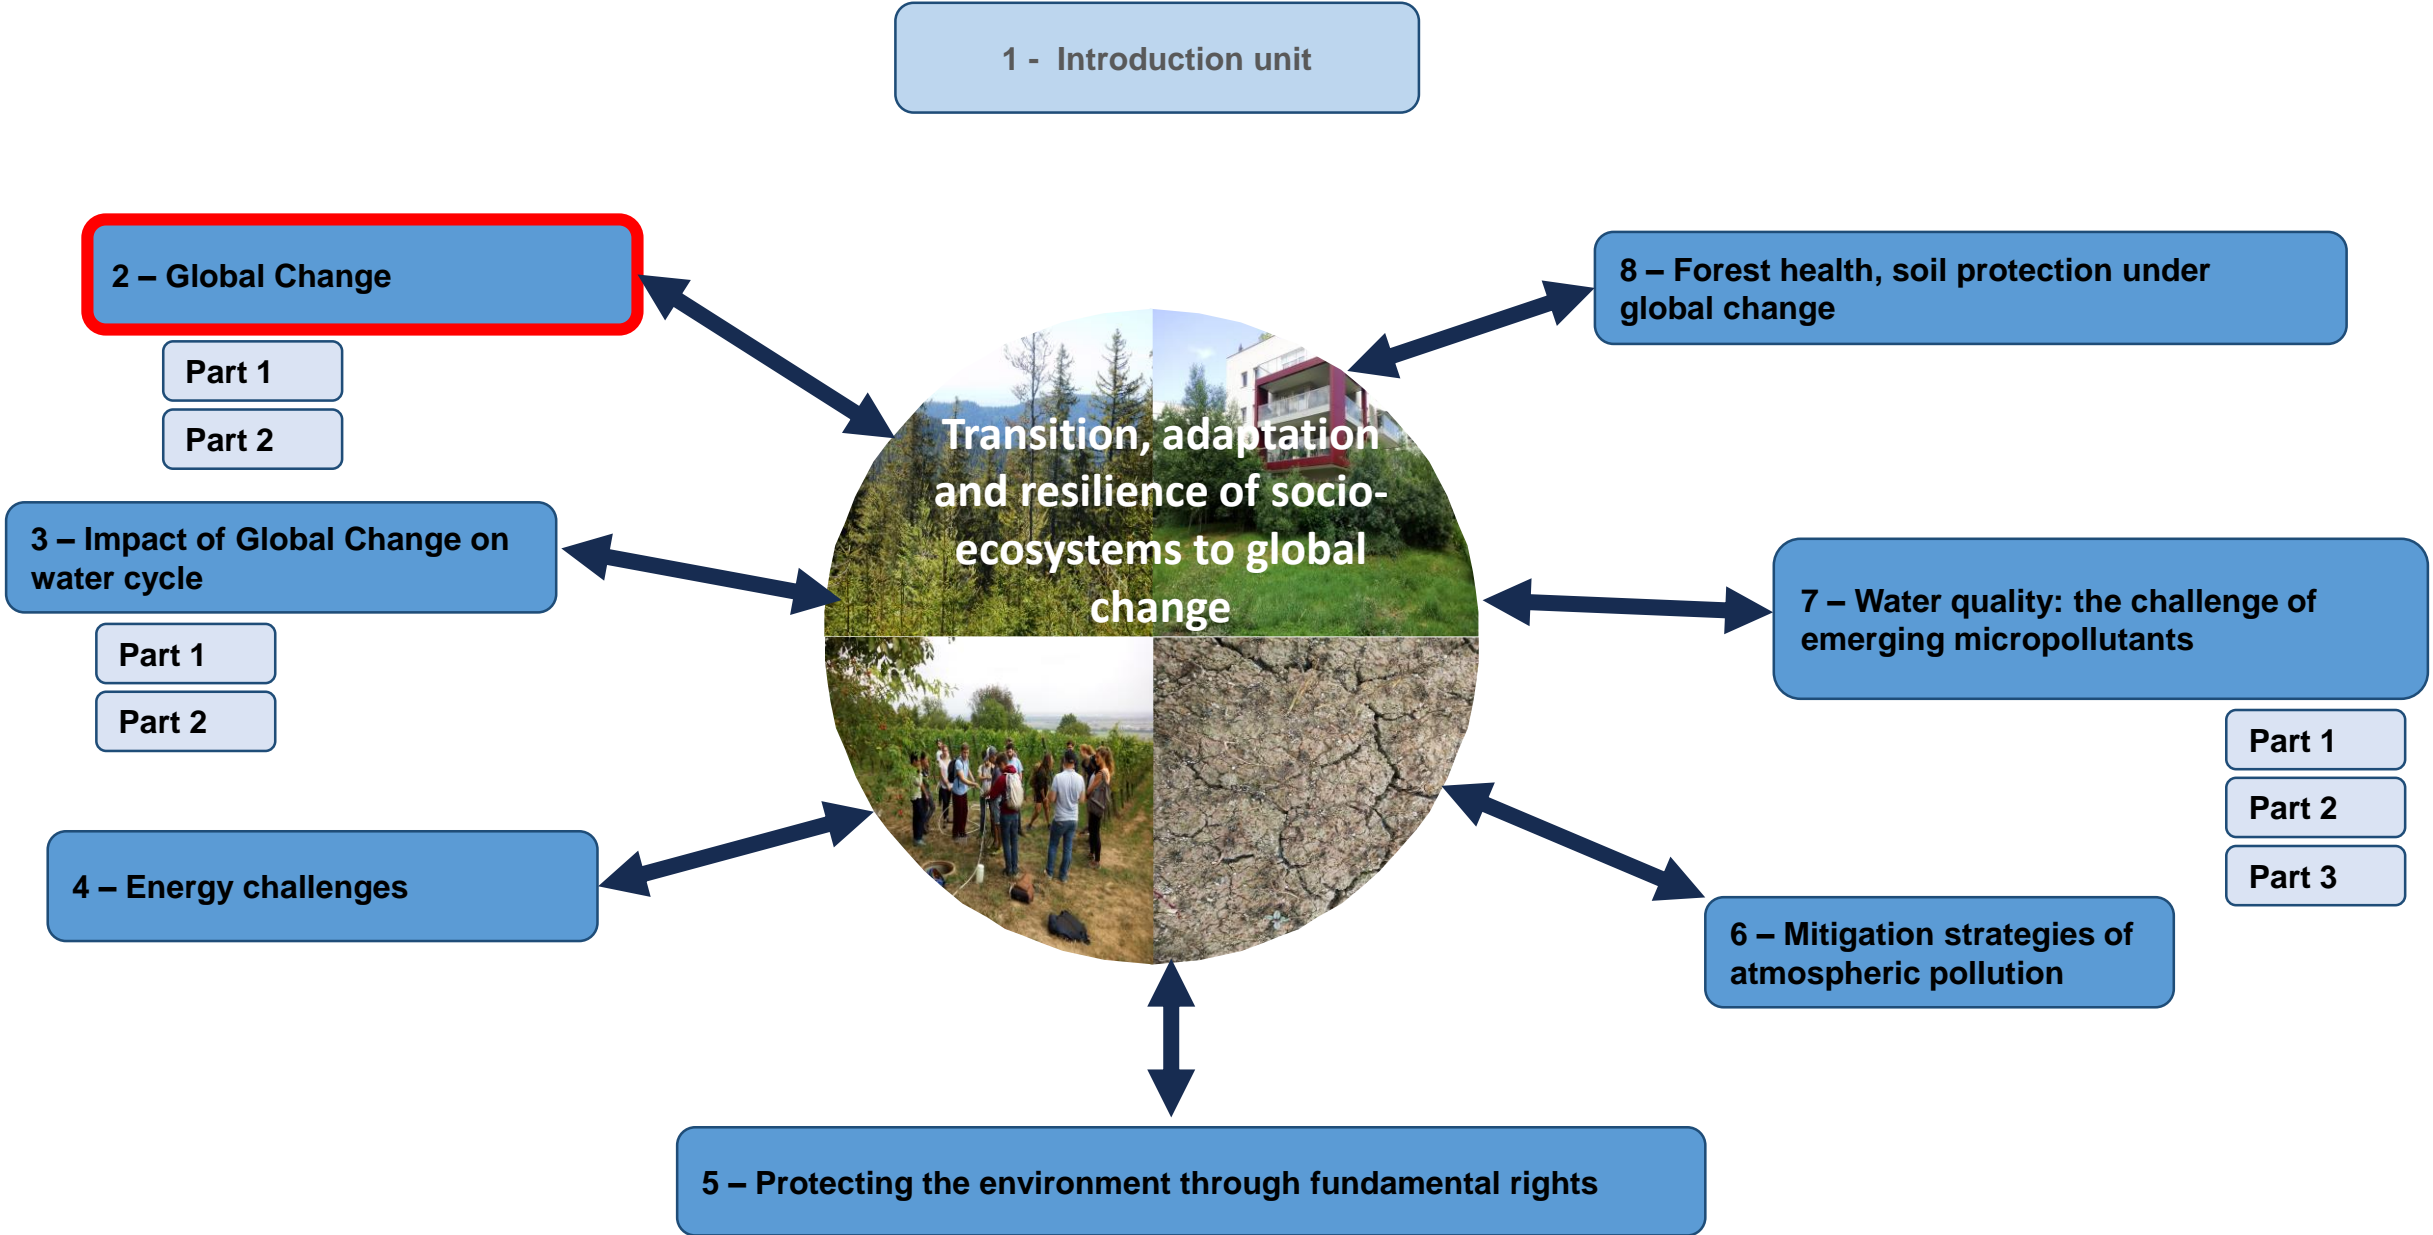 1 -  Introduction unit
2 – Global Change
Part 1
Part 2
3 – Impact of Global Change on
water cycle
Part 1
Part 2
4 – Energy challenges
Transition, adaptation
and resilience of socio-
ecosystems to global
change
5 – Protecting the environment through fundamental rights
6 – Mitigation strategies of
atmospheric pollution
7 – Water quality: the challenge of
emerging micropollutants
Part 1
Part 2
Part 3
8 – Forest health, soil protection under
global change